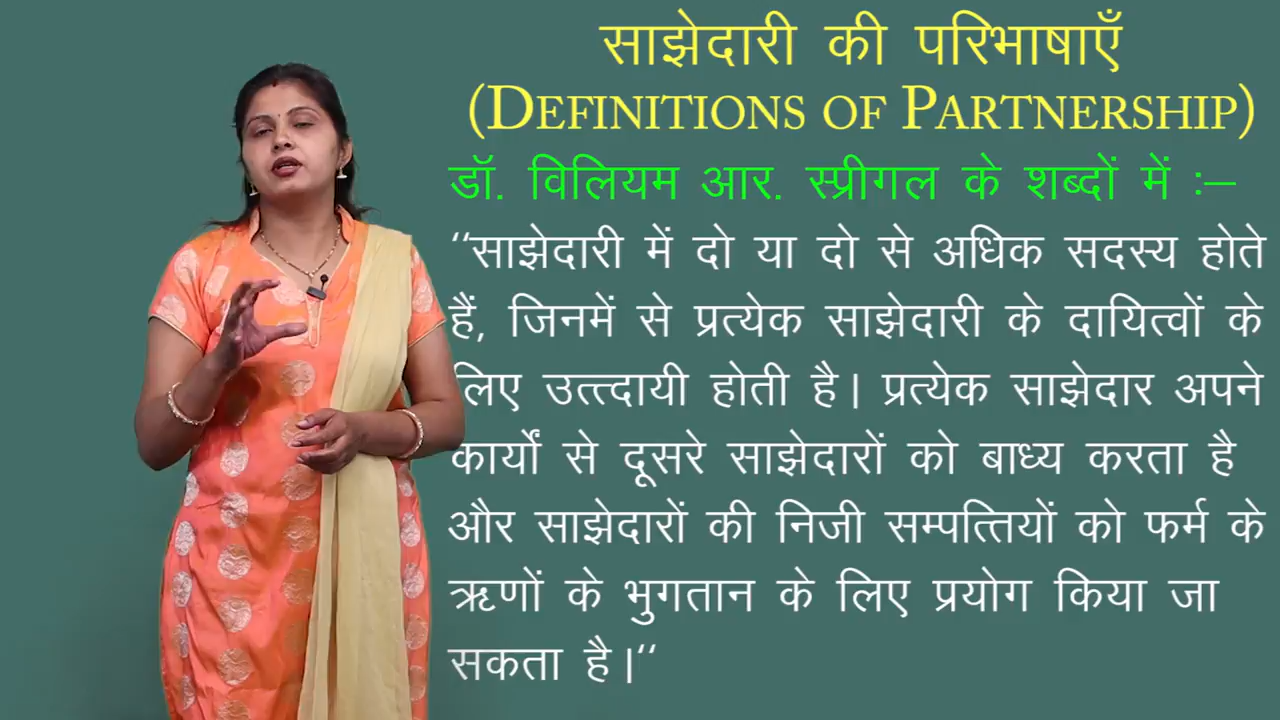 साझेदारी की परिभाषाएँ
(DEFINITIONS OF PARTNERSHIP)
डॉ. विलियम आर. स्प्रीगल के शब्दों में :–
‘‘साझेदारी में दो या दो से अधिक सदस्य होते
हैं, जिनमें से प्रत्येक साझेदारी के दायित्वों के
लिए उत्त्दायी होती है। प्रत्येक साझेदार अपने
कार्यों से दूसरे साझेदारों को बाध्य करता है
और साझेदारों की निजी सम्पत्तियों को फर्म के
ऋणों के भुगतान के लिए प्रयोग किया जा
सकता है।‘‘